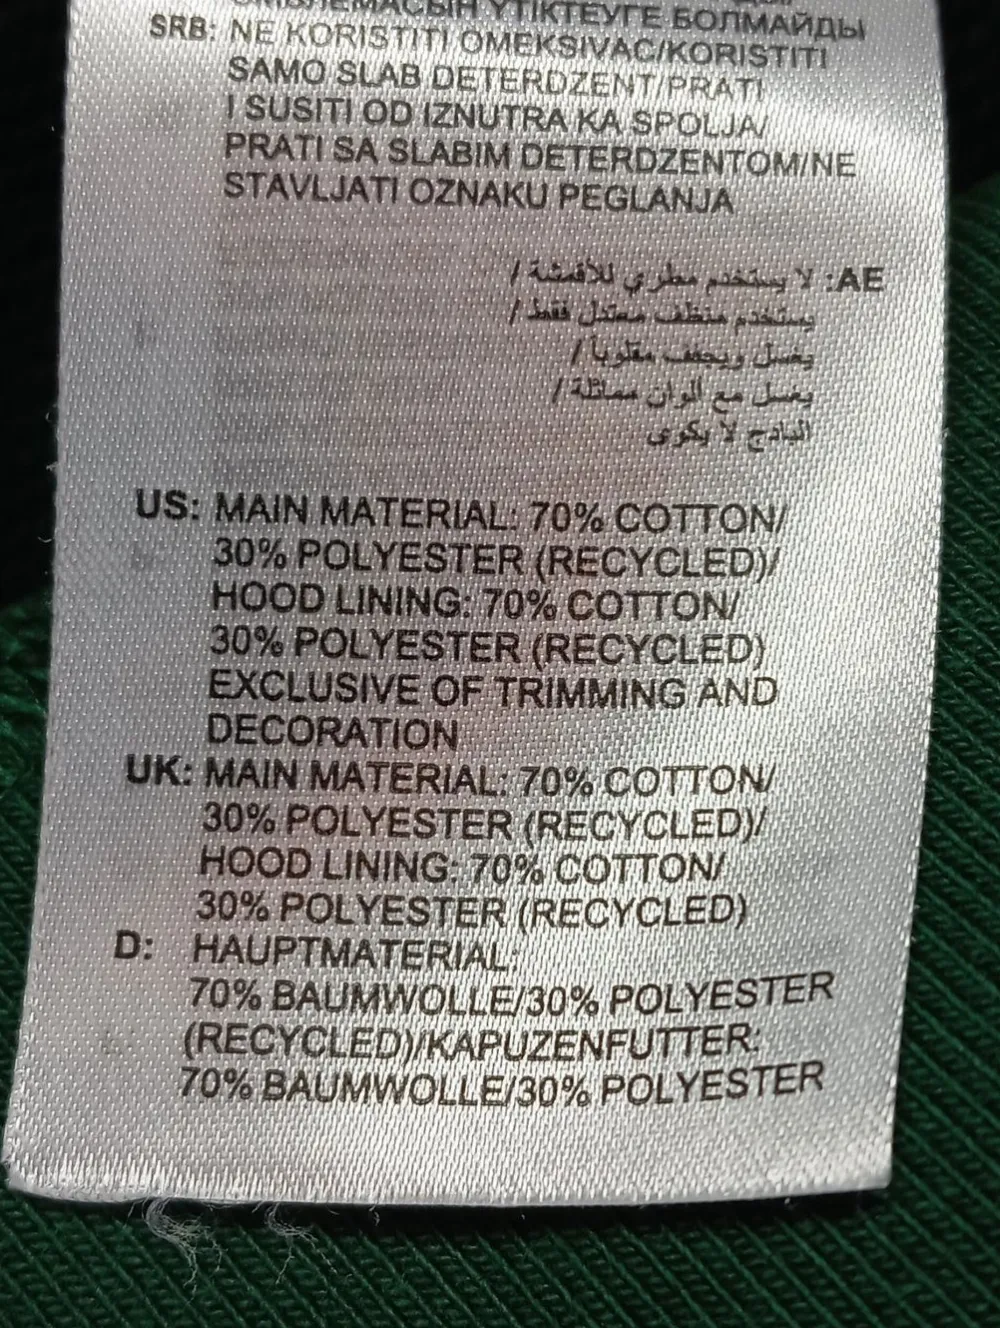 ҮТІКТЕУГЕ БОЛМАЙДЫ
SRB: NE KORISTITI OMEKSIVAC/KORISTITI
SAMO SLAB DETERDZENT/PRATI
I SUSITI OD IZNUTRA KA SPOLJA/
PRATI SA SLABIM DETERDZENTOM/NE
STAVLJATI OZNAKU PEGLANJA
AE: لا يستخدم مطري للأقمشة /
يستخدم منظف معتدل فقط /
يغسل ويجفف مقلوباً /
يغسل مع ألوان مماثلة /
البادج لا يكوى
US: MAIN MATERIAL: 70% COTTON/
30% POLYESTER (RECYCLED)/
HOOD LINING: 70% COTTON/
30% POLYESTER (RECYCLED)
EXCLUSIVE OF TRIMMING AND
DECORATION
UK: MAIN MATERIAL: 70% COTTON/
30% POLYESTER (RECYCLED)/
HOOD LINING: 70% COTTON/
30% POLYESTER (RECYCLED)
D: HAUPTMATERIAL:
70% BAUMWOLLE/30% POLYESTER
(RECYCLED)/KAPUZENFUTTER:
70% BAUMWOLLE/30% POLYESTER